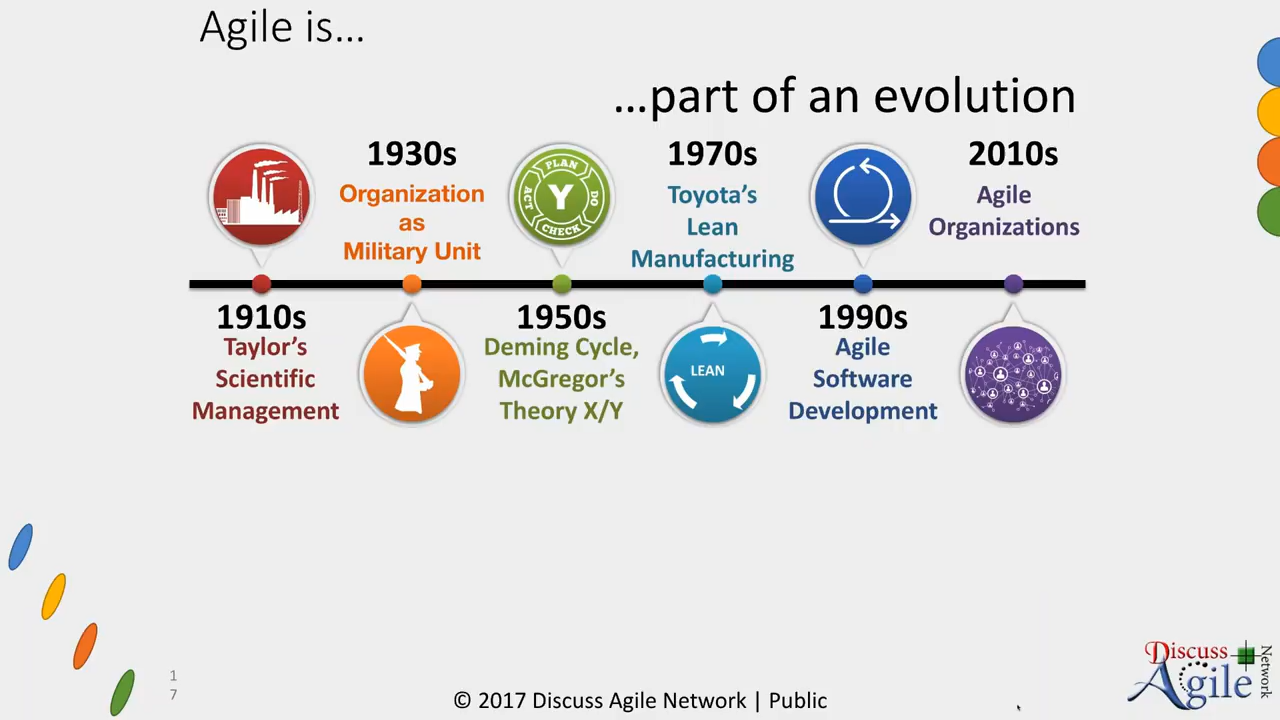 Agile is...
...part of an evolution
1910s
Taylor's
Scientific
Management
1930s
Organization
as
Military Unit
PLAN
DO
CHECK
ACT
Y
1950s
Deming Cycle,
McGregor's
Theory X/Y
1970s
Toyota's
Lean
Manufacturing
LEAN
1990s
Agile
Software
Development
2010s
Agile
Organizations
1
7
© 2017 Discuss Agile Network | Public
Discuss
Agile
Network